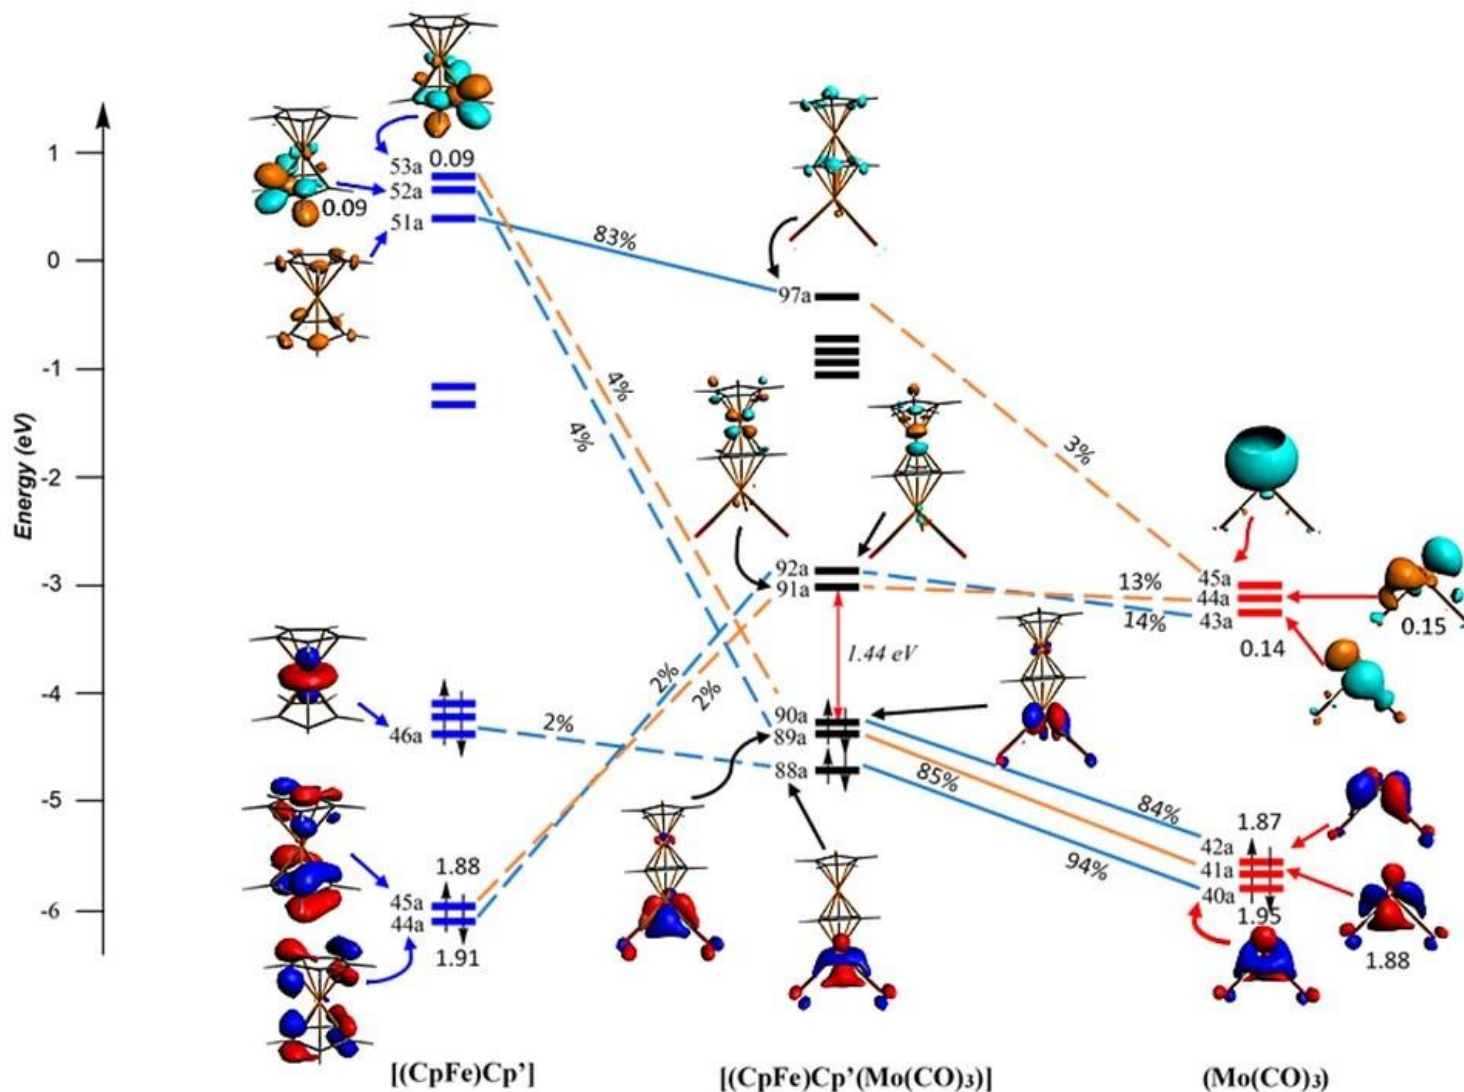 Energy (eV)
1
0
-1
-2
-3
-4
-5
-6
53a
0.09
52a
0.09
51a
46a
1.88
45a
44a
1.91
83%
4%
4%
2%
2%
2%
97a
92a
91a
1.44 eV
90a
89a
88a
3%
13%
14%
85%
84%
94%
45a
44a
43a
0.15
0.14
1.87
42a
41a
40a
1.95
1.88
[(CpFe)Cp’]
[(CpFe)Cp’(Mo(CO)₃)]
(Mo(CO)₃)